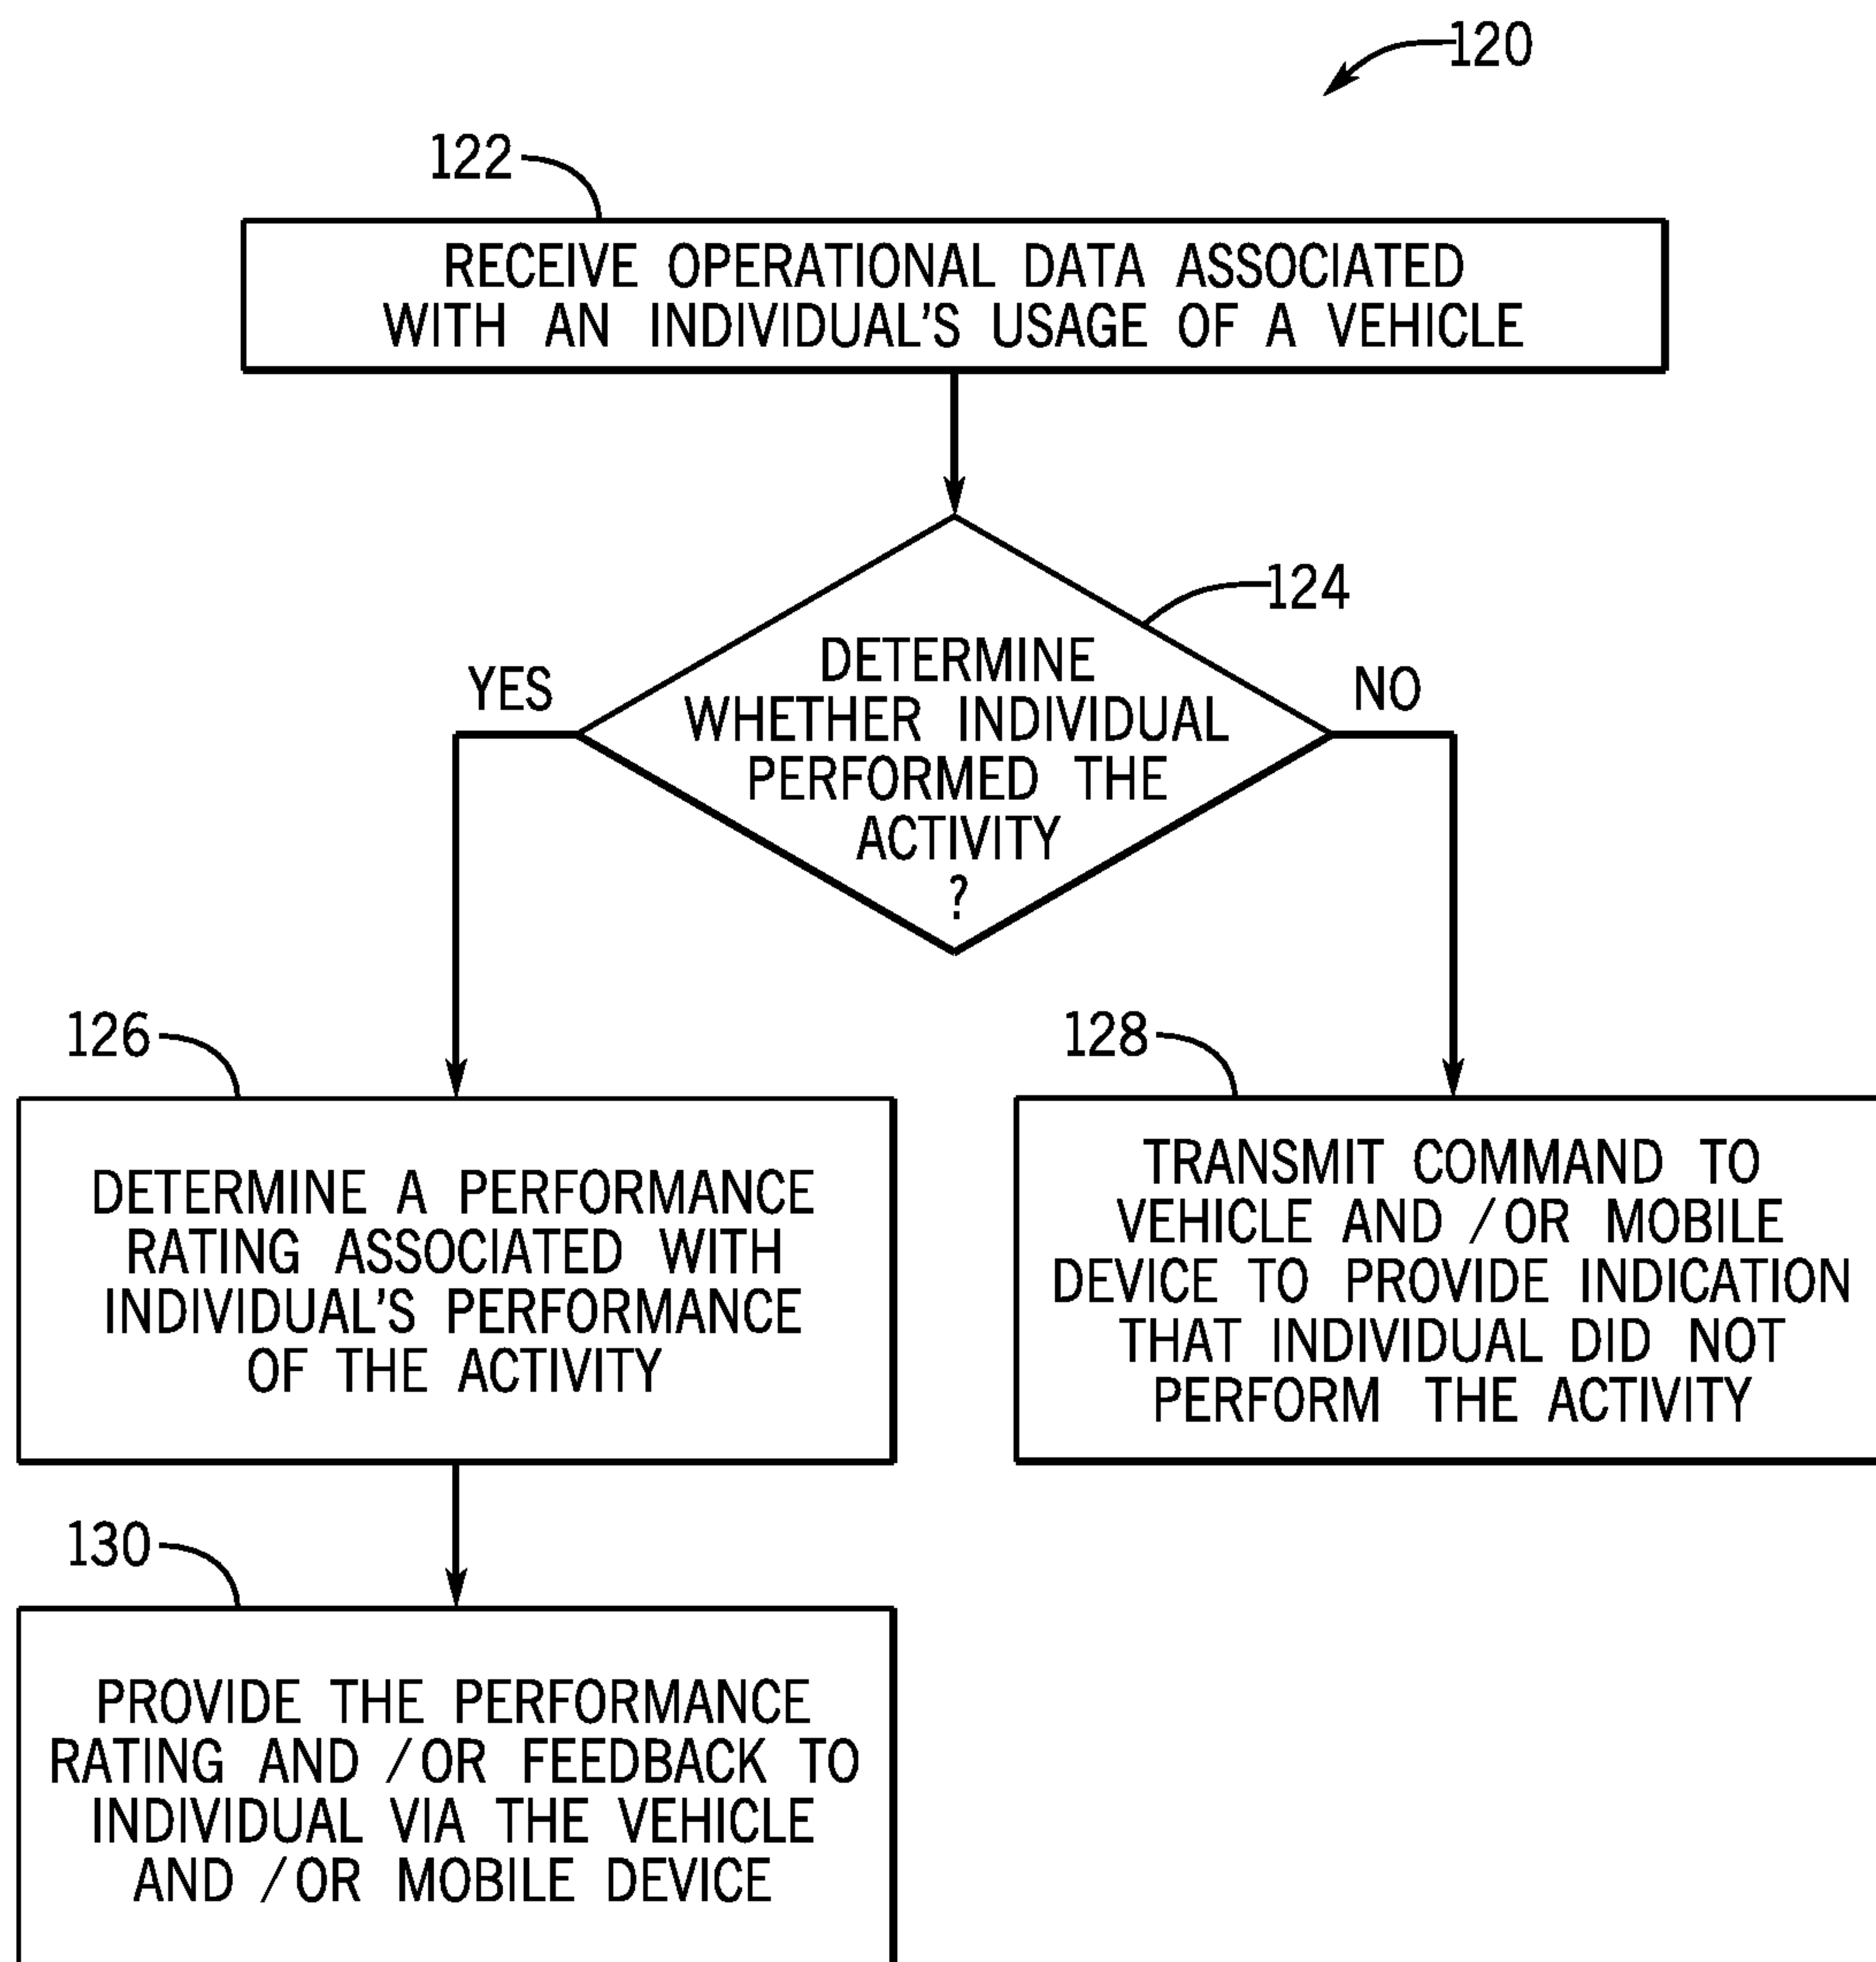 120
122
RECEIVE OPERATIONAL DATA ASSOCIATED
WITH AN INDIVIDUAL'S USAGE OF A VEHICLE
124
DETERMINE
WHETHER INDIVIDUAL
PERFORMED THE
ACTIVITY
?
YES
NO
126
DETERMINE A PERFORMANCE
RATING ASSOCIATED WITH
INDIVIDUAL'S PERFORMANCE
OF THE ACTIVITY
128
TRANSMIT COMMAND TO
VEHICLE AND /OR MOBILE
DEVICE TO PROVIDE INDICATION
THAT INDIVIDUAL DID NOT
PERFORM THE ACTIVITY
130
PROVIDE THE PERFORMANCE
RATING AND /OR FEEDBACK TO
INDIVIDUAL VIA THE VEHICLE
AND /OR MOBILE DEVICE